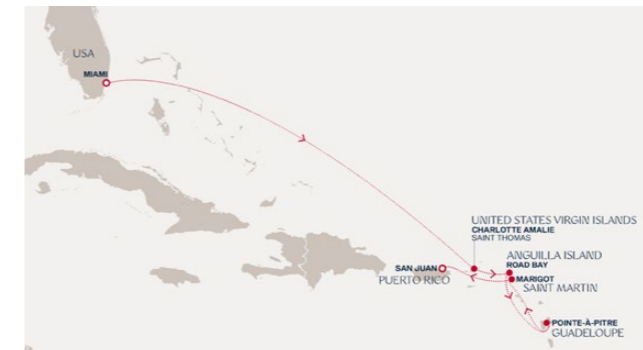 USA
MIAMI
UNITED STATES VIRGIN ISLANDS
CHARLOTTE AMALIE
SAINT THOMAS
ANGUILLA ISLAND
ROAD BAY
SAN JUAN
PUERTO RICO
MARIGOT
SAINT MARTIN
POINTE-À-PITRE
GUADELOUPE